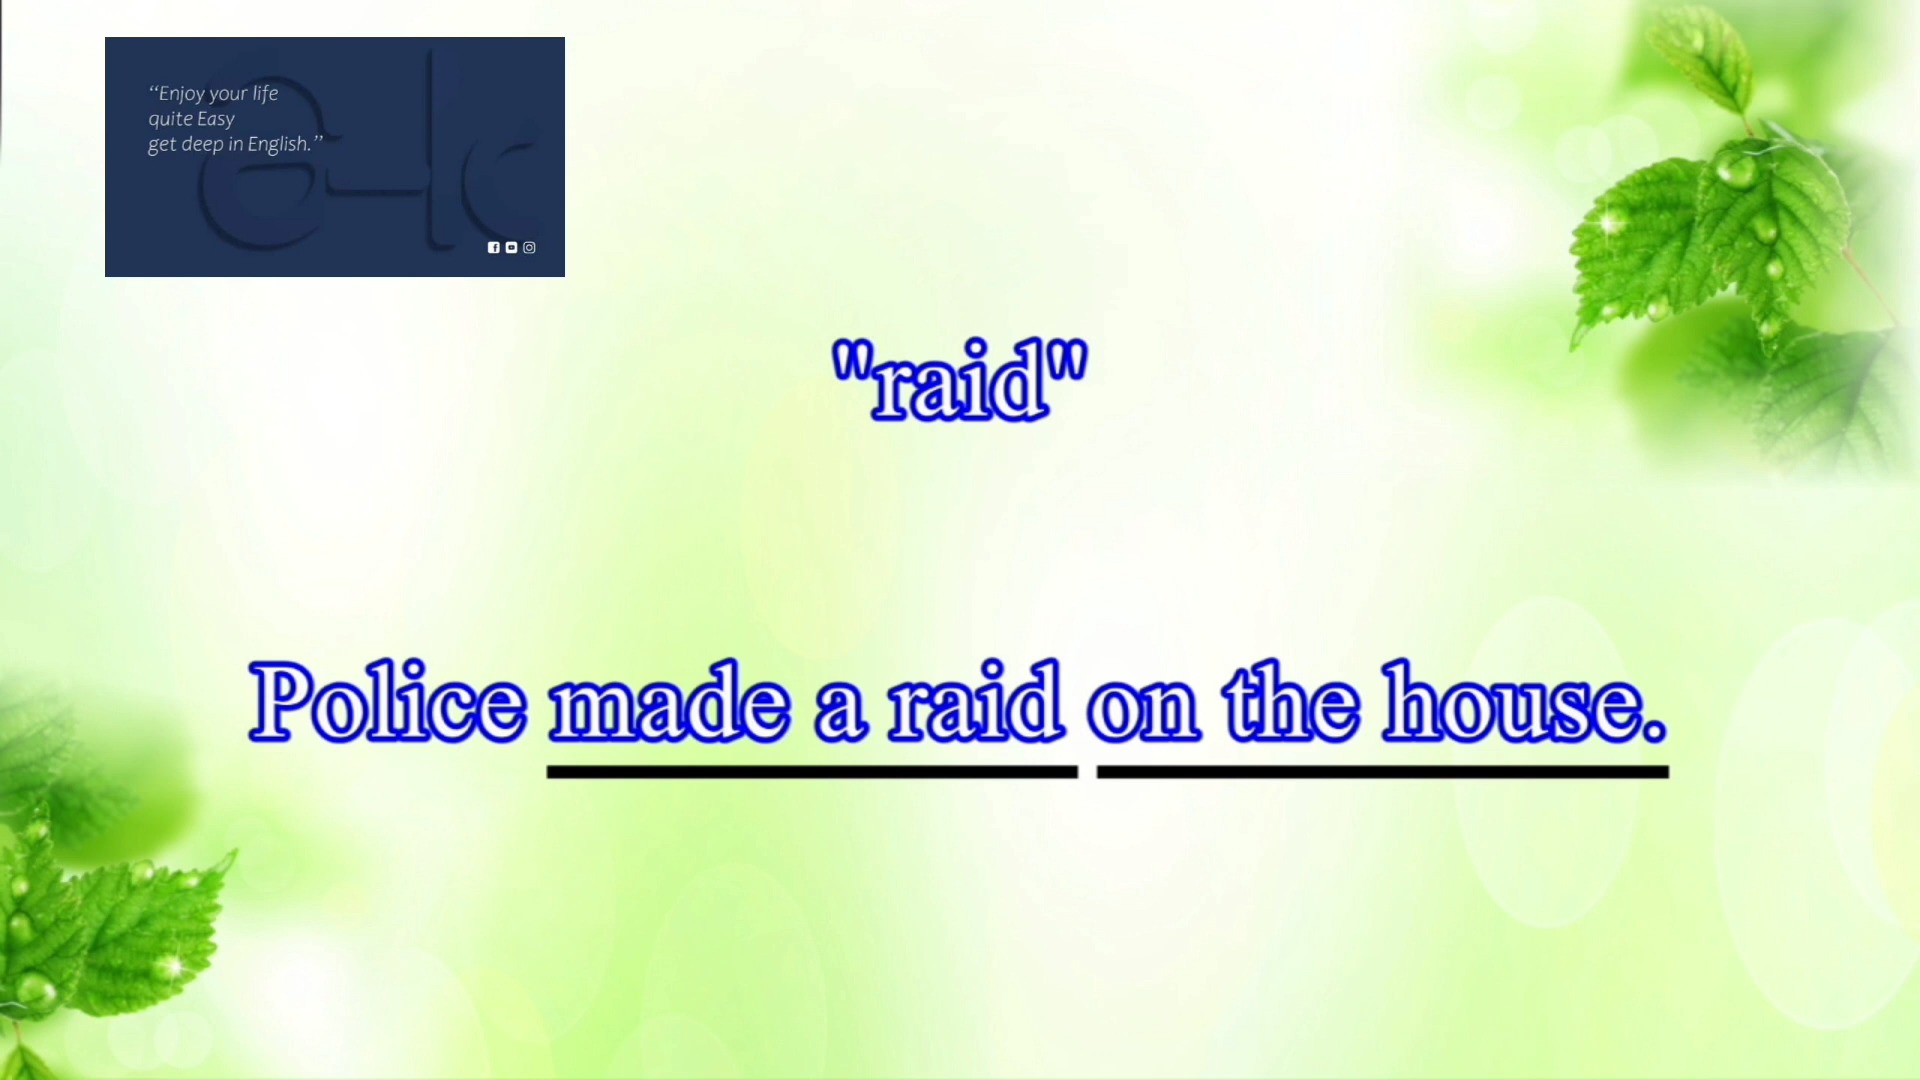 “Enjoy your life
quite Easy
get deep in English.”
"raid"
Police made a raid on the house.